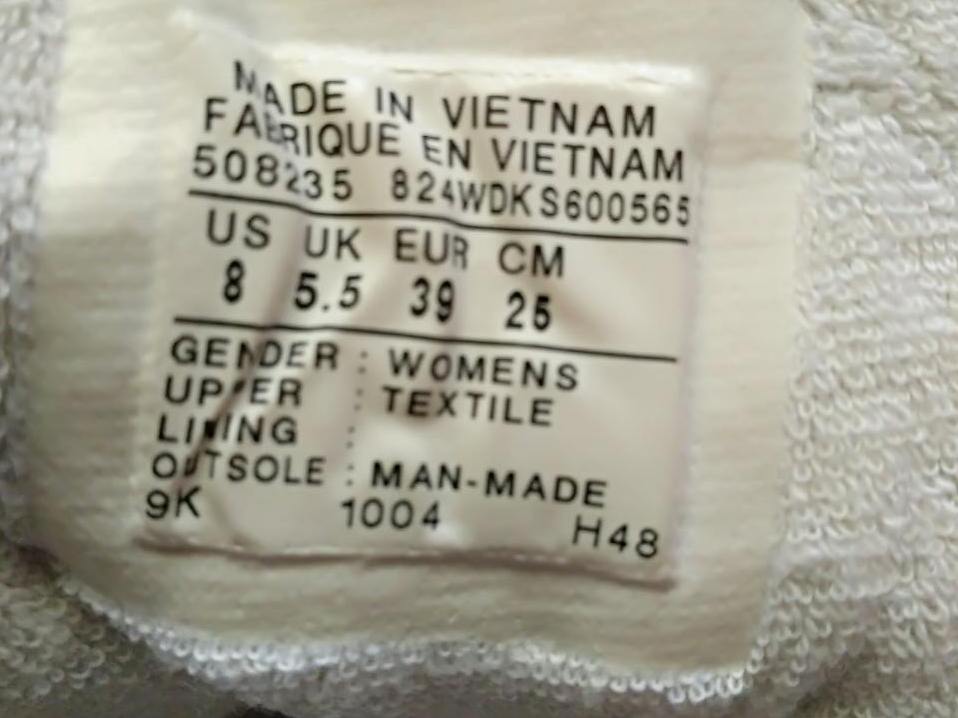 MADE IN VIETNAM
FABRIQUE EN VIETNAM
508235 824WDKS600565
US UK EUR CM
8 5.5 39 25
GENDER : WOMENS
UPPER : TEXTILE
LINING :
OUTSOLE : MAN-MADE
9K 1004 H48